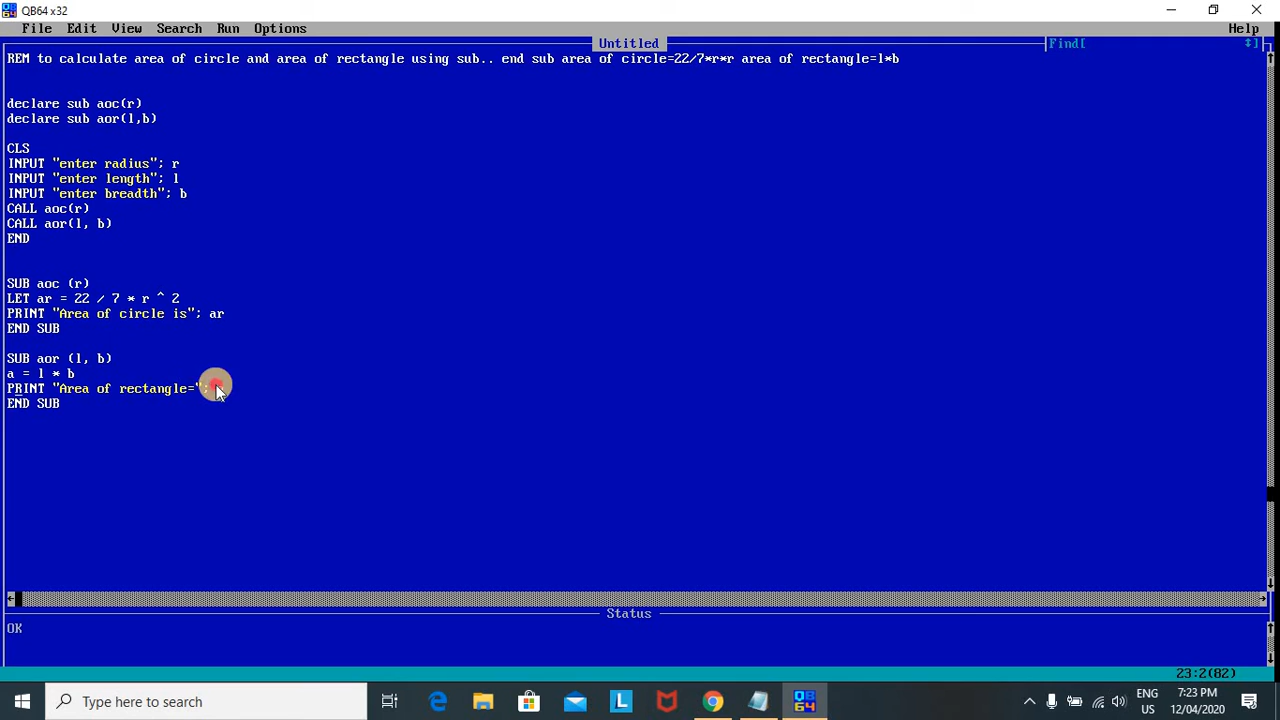 QB64 x32
File Edit View Search Run Options Help
Untitled
Find[ ]
REM to calculate area of circle and area of rectangle using sub.. end sub area of circle=22/7*r*r area of rectangle=l*b
declare sub aoc(r)
declare sub aor(l,b)
CLS
INPUT "enter radius"; r
INPUT "enter length"; l
INPUT "enter breadth"; b
CALL aoc(r)
CALL aor(l, b)
END
SUB aoc (r)
LET ar = 22 / 7 * r ^ 2
PRINT "Area of circle is"; ar
END SUB
SUB aor (l, b)
a = l * b
PRINT "Area of rectangle=";
END SUB
Status
OK
23:2(82)
Type here to search
L
QB
64
ENG
US
7:23 PM
12/04/2020